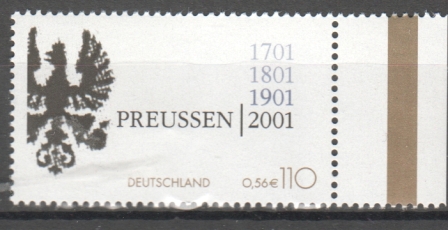 1701
1801
1901
PREUSSEN|2001
DEUTSCHLAND 0,56€ 110